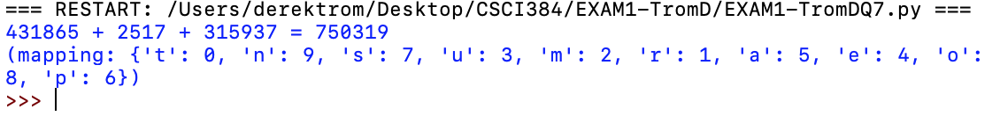 === RESTART: /Users/derektrom/Desktop/CSCI384/EXAM1-TromD/EXAM1-TromDQ7.py ===
431865 + 2517 + 315937 = 750319
(mapping: {'t': 0, 'n': 9, 's': 7, 'u': 3, 'm': 2, 'r': 1, 'a': 5, 'e': 4, 'o':
8, 'p': 6})
>>>